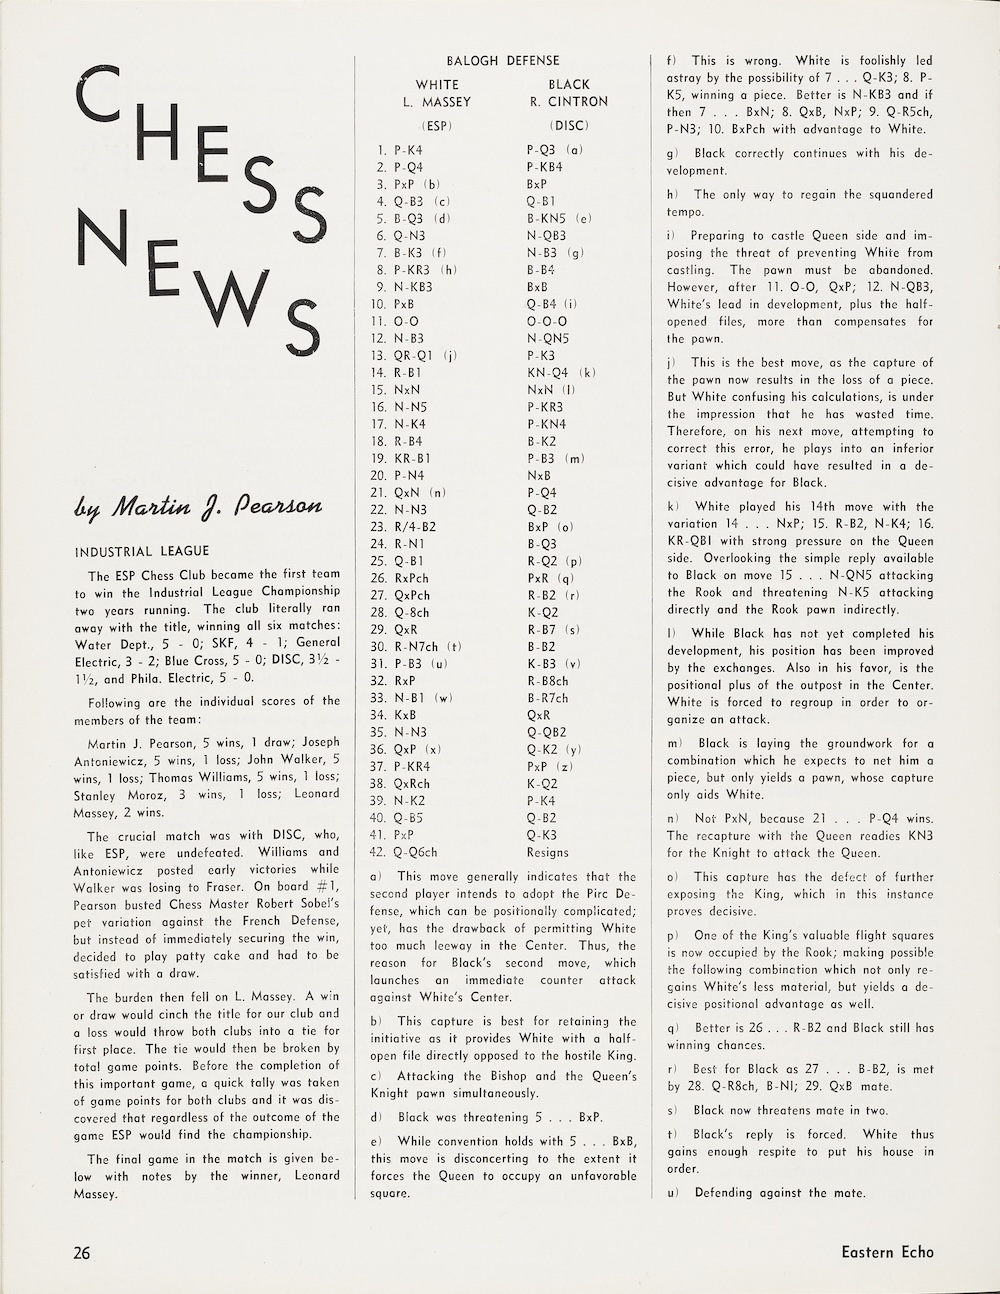 CHESS
NEWS
by Martin J. Pearson
INDUSTRIAL LEAGUE
The ESP Chess Club became the first team
to win the Industrial League Championship
two years running. The club literally ran
away with the title, winning all six matches:
Water Dept., 5 - 0; SKF, 4 - 1; General
Electric, 3 - 2; Blue Cross, 5 - 0; DISC, 3½ -
1½, and Phila. Electric, 5 - 0.
Following are the individual scores of the
members of the team:
Martin J. Pearson, 5 wins, 1 draw; Joseph
Antoniewicz, 5 wins, 1 loss; John Walker, 5
wins, 1 loss; Thomas Williams, 5 wins, 1 loss;
Stanley Moroz, 3 wins, 1 loss; Leonard
Massey, 2 wins.
The crucial match was with DISC, who,
like ESP, were undefeated. Williams and
Antoniewicz posted early victories while
Walker was losing to Fraser. On board #1,
Pearson busted Chess Master Robert Sobel's
pet variation against the French Defense,
but instead of immediately securing the win,
decided to play patty cake and had to be
satisfied with a draw.
The burden then fell on L. Massey. A win
or draw would cinch the title for our club and
a loss would throw both clubs into a tie for
first place. The tie would then be broken by
total game points. Before the completion of
this important game, a quick tally was taken
of game points for both clubs and it was dis-
covered that regardless of the outcome of the
game ESP would find the championship.
The final game in the match is given be-
low with notes by the winner, Leonard
Massey.
BALOGH DEFENSE
WHITE BLACK
L. MASSEY R. CINTRON
(ESP) (DISC)
1. P-K4 P-Q3 (a)
2. P-Q4 P-KB4
3. PxP (b) BxP
4. Q-B3 (c) Q-B1
5. B-Q3 (d) B-KN5 (e)
6. Q-N3 N-QB3
7. B-K3 (f) N-B3 (g)
8. P-KR3 (h) B-B4
9. N-KB3 BxB
10. PxB Q-B4 (i)
11. O-O O-O-O
12. N-B3 N-QN5
13. QR-Q1 (j) P-K3
14. R-B1 KN-Q4 (k)
15. NxN NxN (l)
16. N-N5 P-KR3
17. N-K4 P-KN4
18. R-B4 B-K2
19. KR-B1 P-B3 (m)
20. P-N4 NxB
21. QxN (n) P-Q4
22. N-N3 Q-B2
23. R/4-B2 BxP (o)
24. R-N1 B-Q3
25. Q-B1 R-Q2 (p)
26. RxPch PxR (q)
27. QxPch R-B2 (r)
28. Q-8ch K-Q2
29. QxR R-B7 (s)
30. R-N7ch (t) B-B2
31. P-B3 (u) K-B3 (v)
32. RxP R-B8ch
33. N-B1 (w) B-R7ch
34. KxB QxR
35. N-N3 Q-QB2
36. QxP (x) Q-K2 (y)
37. P-KR4 PxP (z)
38. QxRch K-Q2
39. N-K2 P-K4
40. Q-B5 Q-B2
41. PxP Q-K3
42. Q-Q6ch Resigns
a) This move generally indicates that the
second player intends to adopt the Pirc De-
fense, which can be positionally complicated;
yet, has the drawback of permitting White
too much leeway in the Center. Thus, the
reason for Black's second move, which
launches an immediate counter attack
against White's Center.
b) This capture is best for retaining the
initiative as it provides White with a half-
open file directly opposed to the hostile King.
c) Attacking the Bishop and the Queen's
Knight pawn simultaneously.
d) Black was threatening 5 . . . BxP.
e) While convention holds with 5 . . . BxB,
this move is disconcerting to the extent it
forces the Queen to occupy an unfavorable
square.
f) This is wrong. White is foolishly led
astray by the possibility of 7 . . . Q-K3; 8. P-
K5, winning a piece. Better is N-KB3 and if
then 7 . . . BxN; 8. QxB, NxP; 9. Q-R5ch,
P-N3; 10. BxPch with advantage to White.
g) Black correctly continues with his de-
velopment.
h) The only way to regain the squandered
tempo.
i) Preparing to castle Queen side and im-
posing the threat of preventing White from
castling. The pawn must be abandoned.
However, after 11. O-O, QxP; 12. N-QB3,
White's lead in development, plus the half-
opened files, more than compensates for
the pawn.
j) This is the best move, as the capture of
the pawn now results in the loss of a piece.
But White confusing his calculations, is under
the impression that he has wasted time.
Therefore, on his next move, attempting to
correct this error, he plays into an inferior
variant which could have resulted in a de-
cisive advantage for Black.
k) White played his 14th move with the
variation 14 . . . NxP; 15. R-B2, N-K4; 16.
KR-QB1 with strong pressure on the Queen
side. Overlooking the simple reply available
to Black on move 15 . . . N-QN5 attacking
the Rook and threatening N-K5 attacking
directly and the Rook pawn indirectly.
l) While Black has not yet completed his
development, his position has been improved
by the exchanges. Also in his favor, is the
positional plus of the outpost in the Center.
White is forced to regroup in order to or-
ganize an attack.
m) Black is laying the groundwork for a
combination which he expects to net him a
piece, but only yields a pawn, whose capture
only aids White.
n) Not PxN, because 21 . . . P-Q4 wins.
The recapture with the Queen readies KN3
for the Knight to attack the Queen.
o) This capture has the defect of further
exposing the King, which in this instance
proves decisive.
p) One of the King's valuable flight squares
is now occupied by the Rook; making possible
the following combination which not only re-
gains White's less material, but yields a de-
cisive positional advantage as well.
q) Better is 26 . . . R-B2 and Black still has
winning chances.
r) Best for Black as 27 . . . B-B2, is met
by 28. Q-R8ch, B-N1; 29. QxB mate.
s) Black now threatens mate in two.
t) Black's reply is forced. White thus
gains enough respite to put his house in
order.
u) Defending against the mate.
26
Eastern Echo